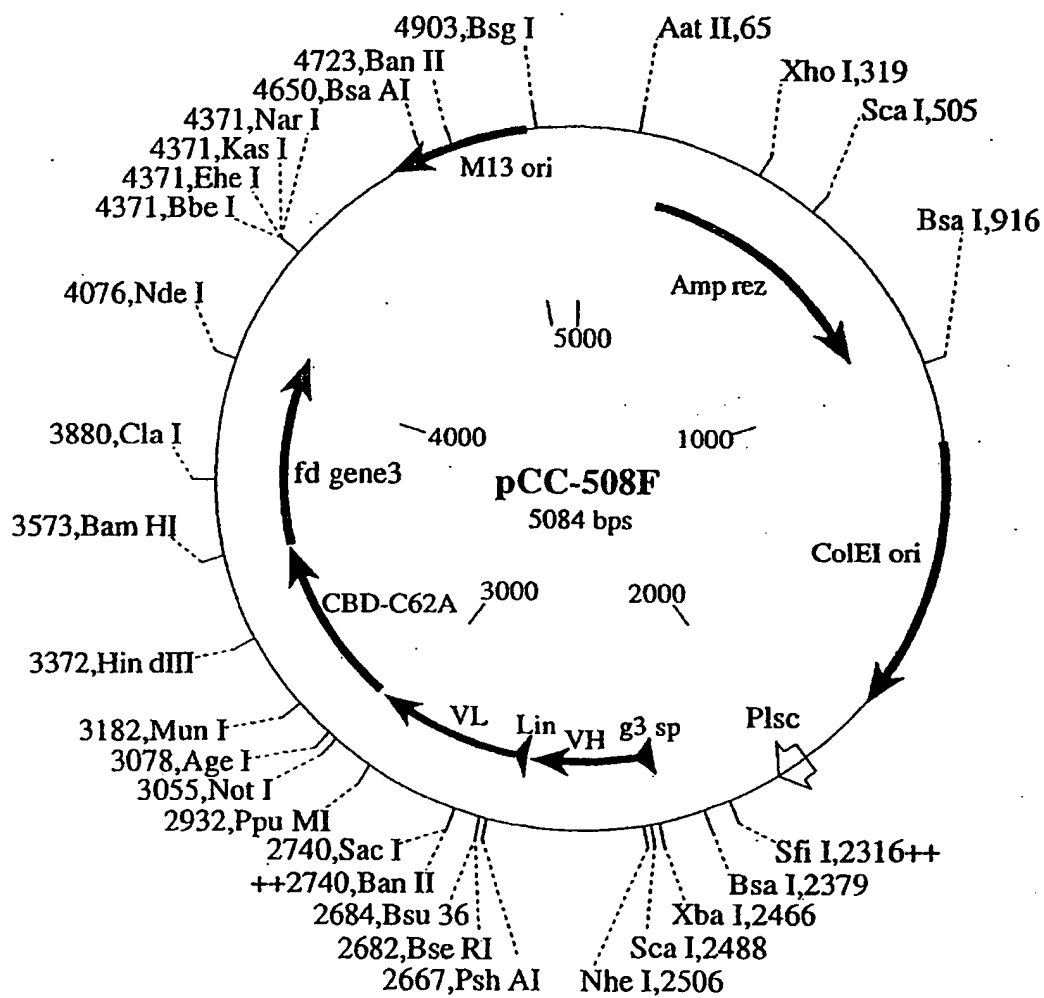 4903,Bsg I
Aat II,65
4723,Ban II
4650,Bsa AI
Xho I,319
4371,Nar I
Sca I,505
4371,Kas I
4371,Ehe I
4371,Bbe I
M13 ori
Bsa I,916
Amp rez
4076,Nde I
5000
4000
1000
3880,Cla I
fd gene3
pCC-508F
5084 bps
3573,Bam HI
ColEI ori
CBD-C62A
3000
2000
3372,Hin dIII
VL
Lin
VH
g3 sp
Plsc
3182,Mun I
3078,Age I
3055,Not I
2932,Ppu MI
2740,Sac I
Sfi I,2316++
++2740,Ban II
Bsa I,2379
2684,Bsu 36
Xba I,2466
2682,Bse RI
Sca I,2488
2667,Psh AI
Nhe I,2506